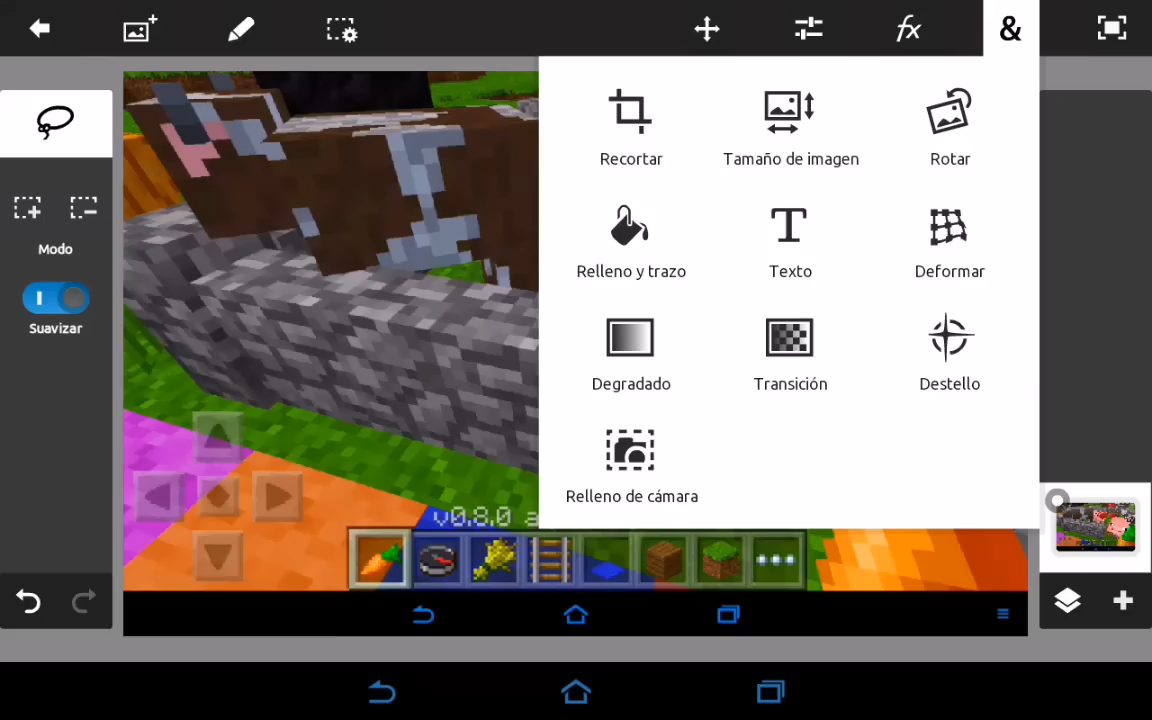 fx
&
Recortar
Tamaño de imagen
Rotar
Modo
Relleno y trazo
Texto
Deformar
Suavizar
Degradado
Transición
Destello
Relleno de cámara
v0.8.0 a